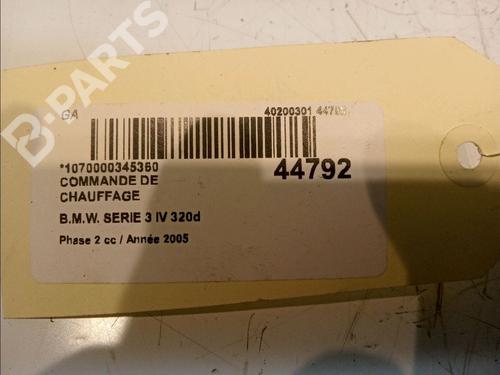 B-PARTS
GA
40200301 44792
*1070000345360
44792
COMMANDE DE
CHAUFFAGE
B.M.W. SERIE 3 IV 320d
Phase 2 cc / Année 2005